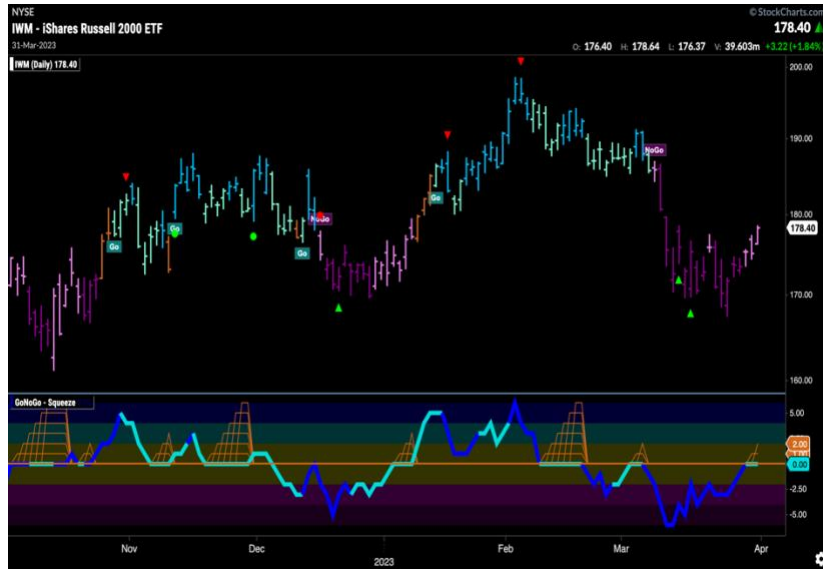 NYSE
© StockCharts.com
IWM - iShares Russell 2000 ETF
178.40
31-Mar-2023
O: 176.40 H: 178.64 L: 176.37 V: 39.603m +3.22 (+1.84%)
IWM (Daily) 178.40
200.00
190.00
NoGo
Go
NoGo
180.00
178.40
Go
Go
Go
170.00
160.00
GoNoGo - Squeeze
5.00
2.00
1.00
0.00
-2.50
-5.00
Nov
Dec
Feb
Mar
Apr
2023